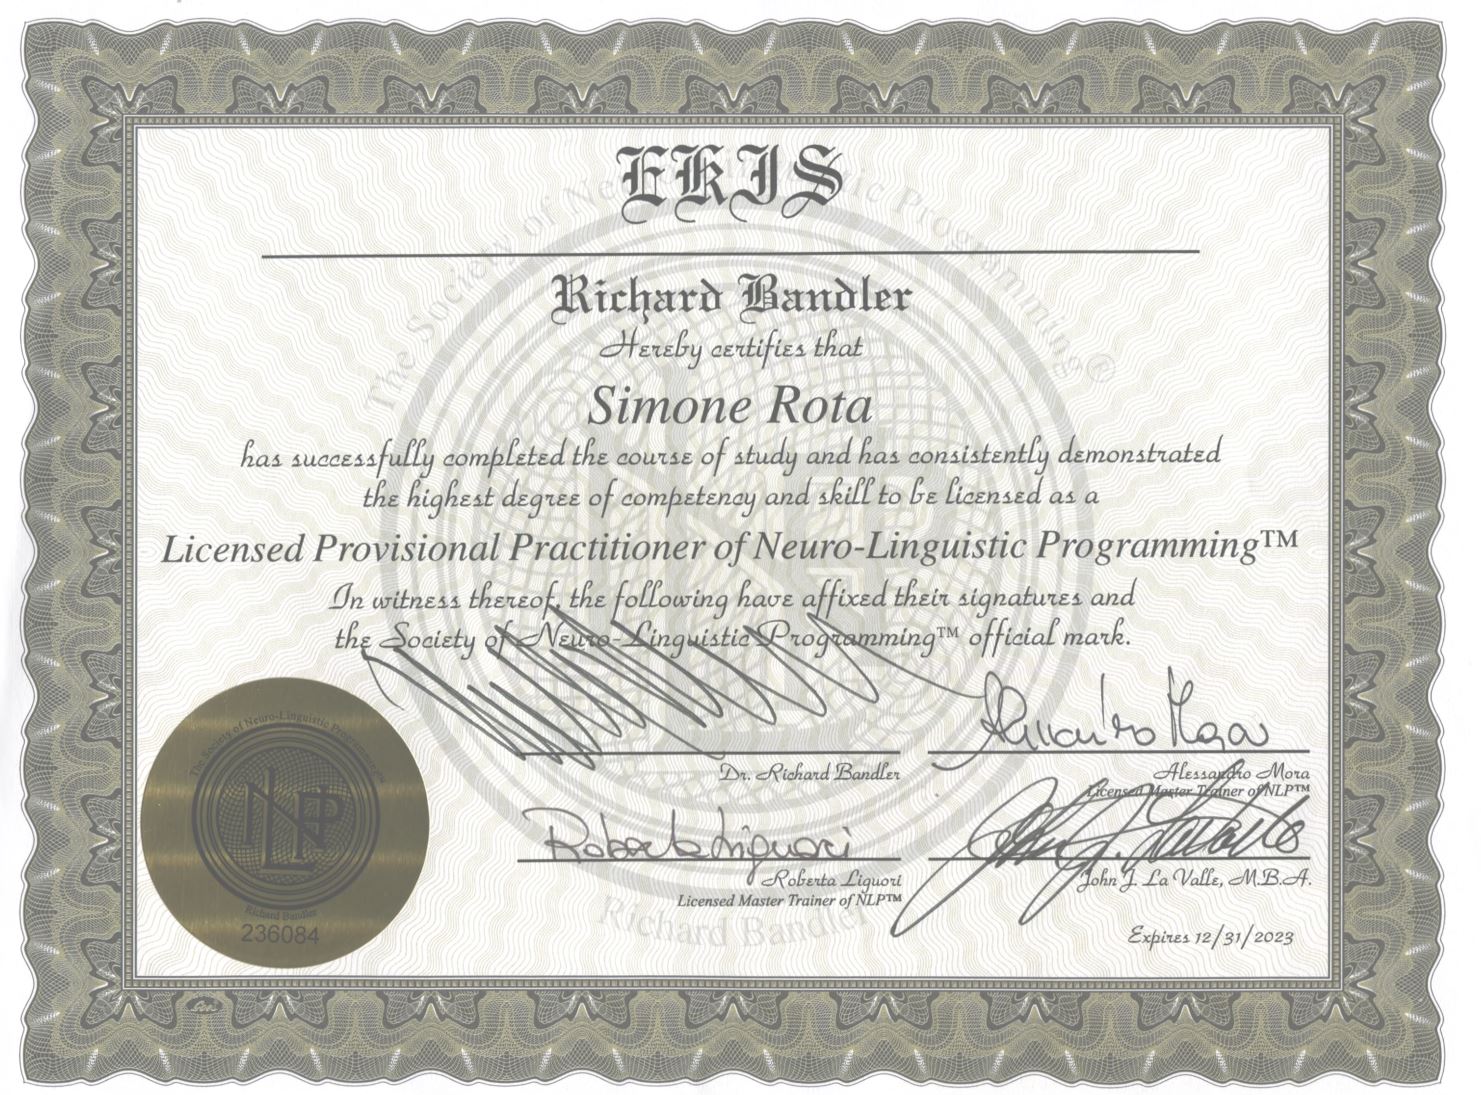 EKIS
Richard Bandler
Hereby certifies that
Simone Rota
has successfully completed the course of study and has consistently demonstrated
the highest degree of competency and skill to be licensed as a
Licensed Provisional Practitioner of Neuro-Linguistic Programming™
In witness thereof, the following have affixed their signatures and
the Society of Neuro-Linguistic Programming™ official mark.
Dr. Richard Bandler
Alessandro Mora
Licensed Master Trainer of NLP™
Roberta Liguori
Roberta Liguori
Licensed Master Trainer of NLP™
John J. La Valle, M.B.A.
Expires 12/31/2023
The Society of Neuro-Linguistic Programming®
Richard Bandler
The Society of Neuro-Linguistic Programming
NLP
Richard Bandler
236084